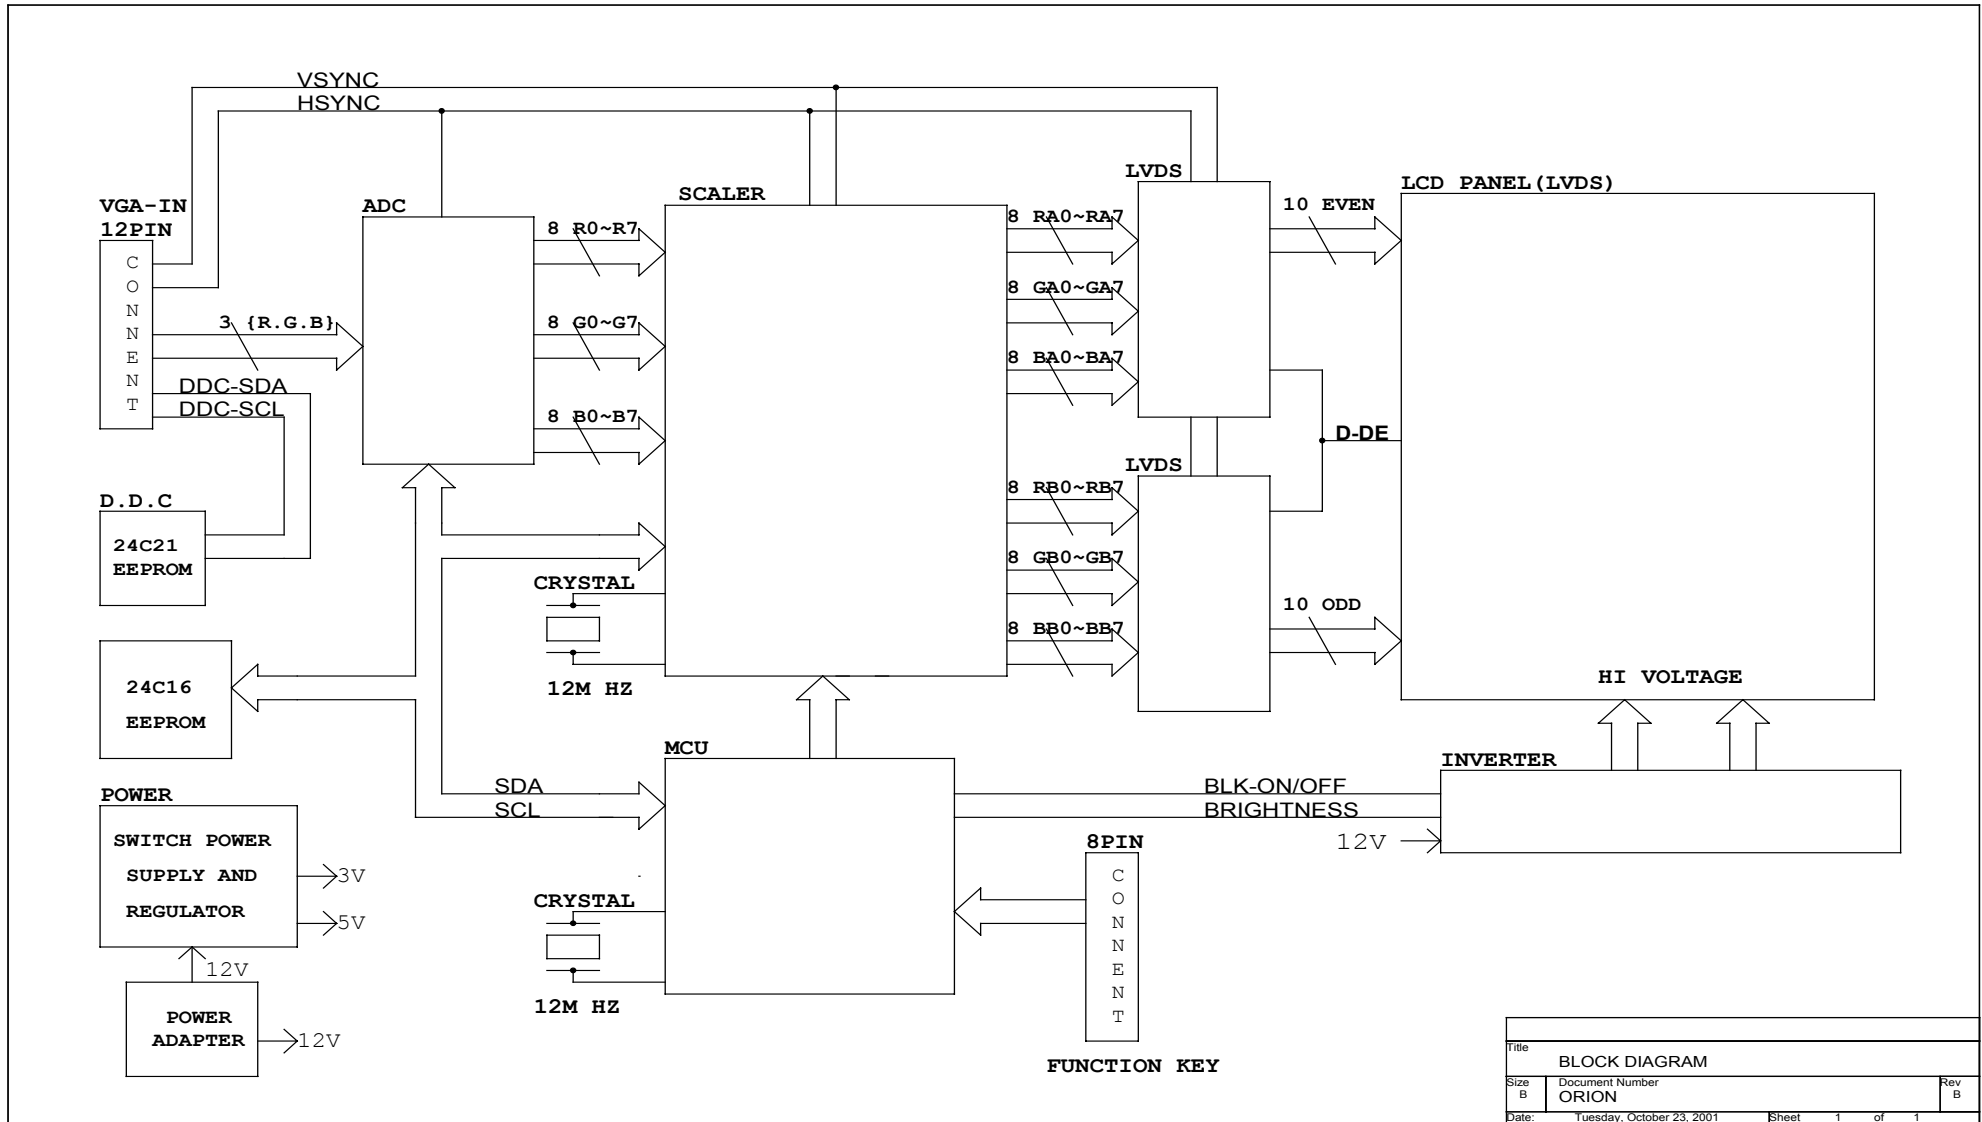 VSYNC
HSYNC
VGA-IN
12PIN
CONNENT
3 {R.G.B}
DDC-SDA
DDC-SCL
D.D.C
24C21
EEPROM
24C16
EEPROM
POWER
SWITCH POWER
SUPPLY AND
REGULATOR
3V
5V
12V
POWER
ADAPTER
12V
ADC
8 R0~R7
8 G0~G7
8 B0~B7
SCALER
CRYSTAL
12M HZ
MCU
SDA
SCL
CRYSTAL
12M HZ
8 RA0~RA7
8 GA0~GA7
8 BA0~BA7
8 RB0~RB7
8 GB0~GB7
8 BB0~BB7
LVDS
LVDS
10 EVEN
D-DE
10 ODD
LCD PANEL(LVDS)
HI VOLTAGE
INVERTER
BLK-ON/OFF
BRIGHTNESS
12V
8PIN
CONNENT
FUNCTION KEY
Title
BLOCK DIAGRAM
Size
B
Document Number
ORION
Rev
B
Date: Tuesday, October 23, 2001 Sheet 1 of 1